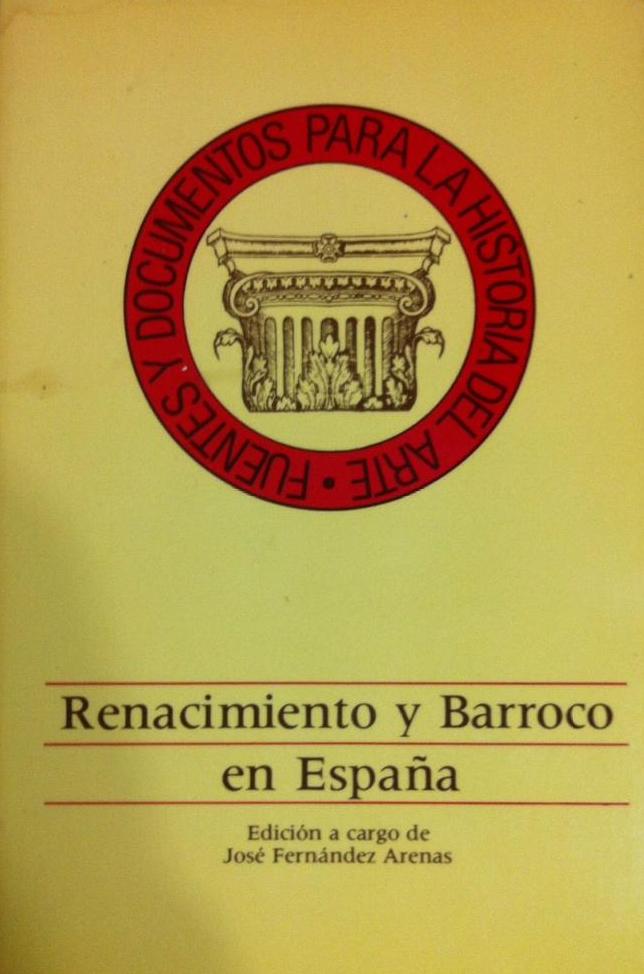 FUENTES Y DOCUMENTOS PARA LA HISTORIA DEL ARTE •
Renacimiento y Barroco
en España
Edición a cargo de
José Fernández Arenas